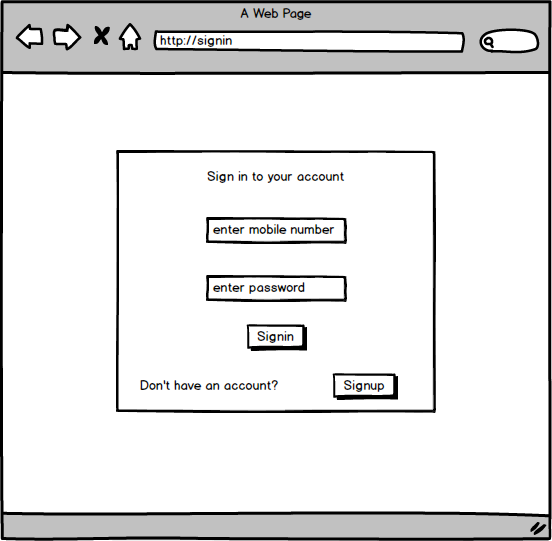 A Web Page
http://signin
Sign in to your account
enter mobile number
enter password
Signin
Don't have an account?
Signup